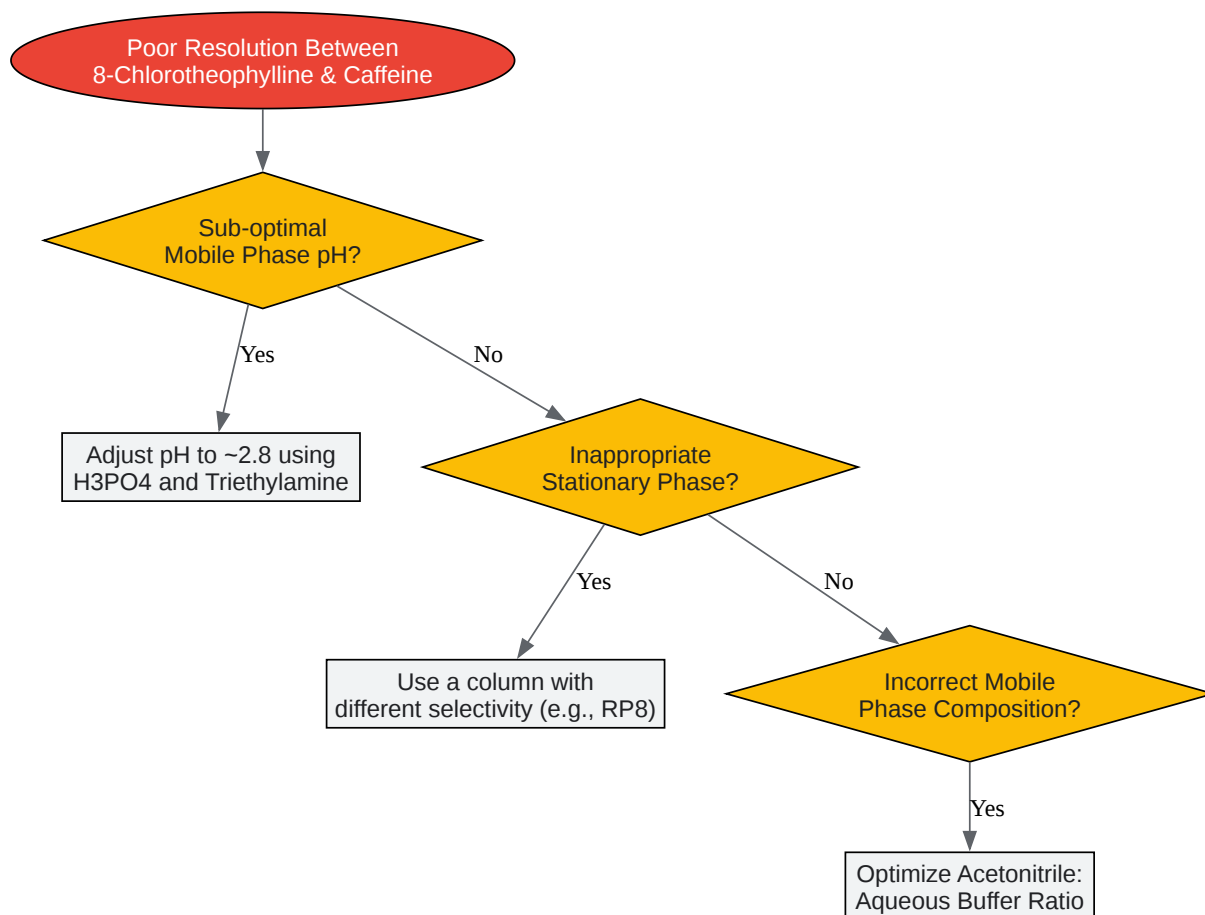 Poor Resolution Between
8-Chlorotheophylline & Caffeine
Sub-optimal
Mobile Phase pH?
Yes
No
Adjust pH to ~2.8 using
H3PO4 and Triethylamine
Inappropriate
Stationary Phase?
Yes
No
Use a column with
different selectivity (e.g., RP8)
Incorrect Mobile
Phase Composition?
Yes
Optimize Acetonitrile:
Aqueous Buffer Ratio